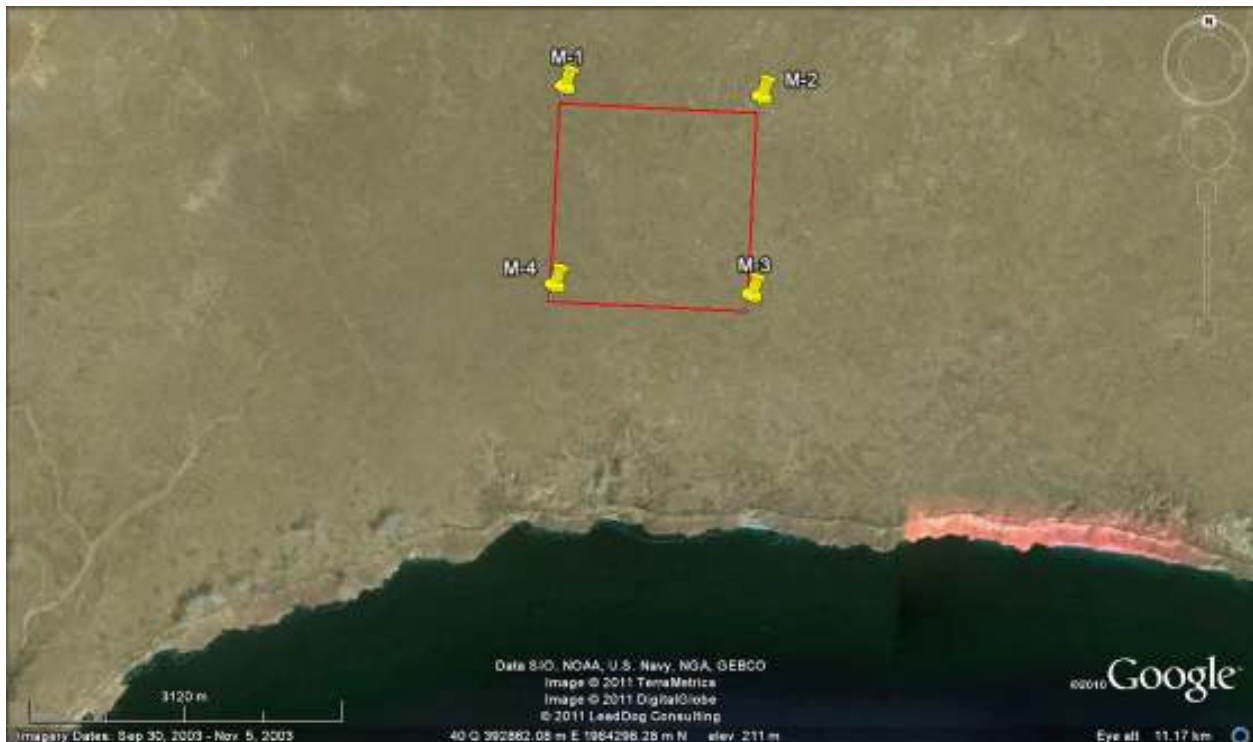 N
M-1
M-2
M-4
M-3
Data SIO, NOAA, U.S. Navy, NGA, GEBCO
Image © 2011 TerraMetrics
Image © 2011 DigitalGlobe
© 2011 LeadDog Consulting
©2010 Google
3120 m
Imagery Dates: Sep 30, 2003 - Nov 5, 2003
40 Q 392862.08 m E 1964296.28 m N elev 211 m
Eye alt 11.17 km